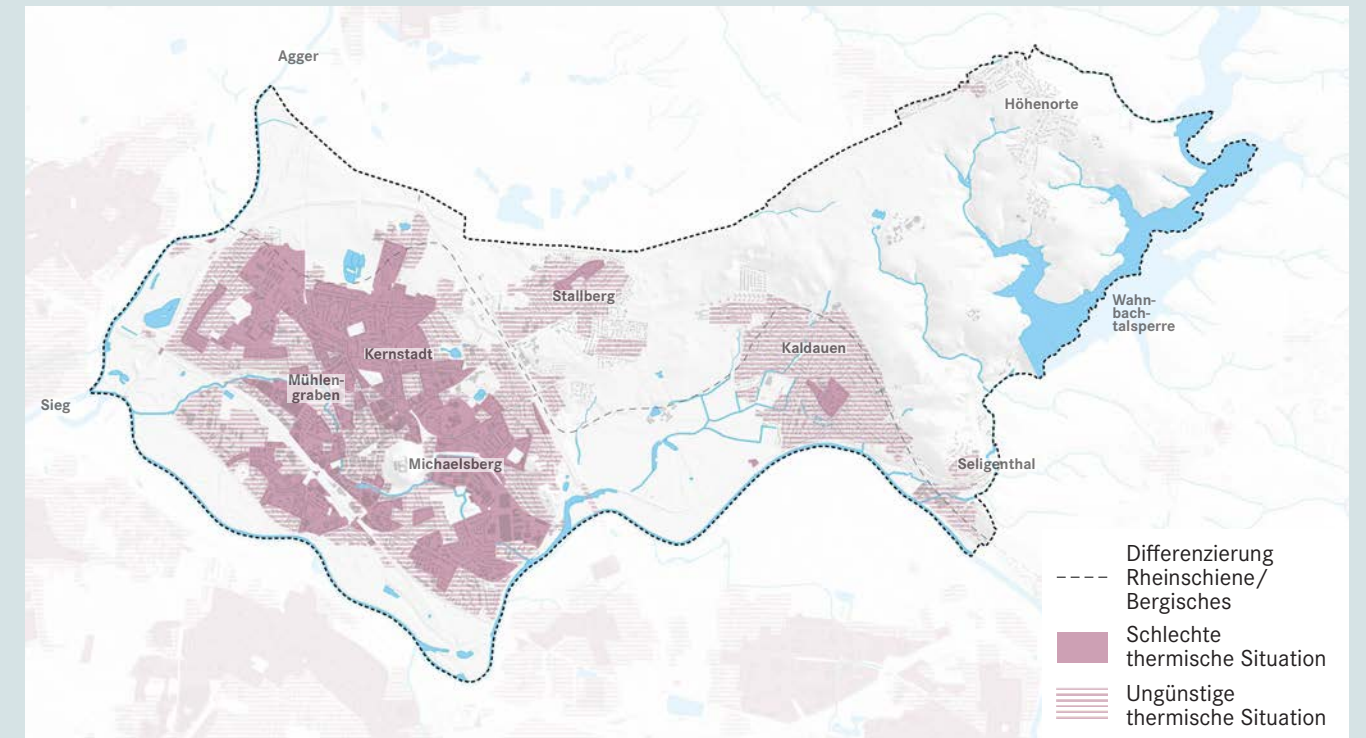 Agger
Höhenorte
Stallberg
Wahn-
bach-
talsperre
Kernstadt
Kaldauen
Mühlen-
graben
Sieg
Michaelsberg
Seligenthal
Differenzierung
Rheinschiene/
Bergisches
Schlechte
thermische Situation
Ungünstige
thermische Situation